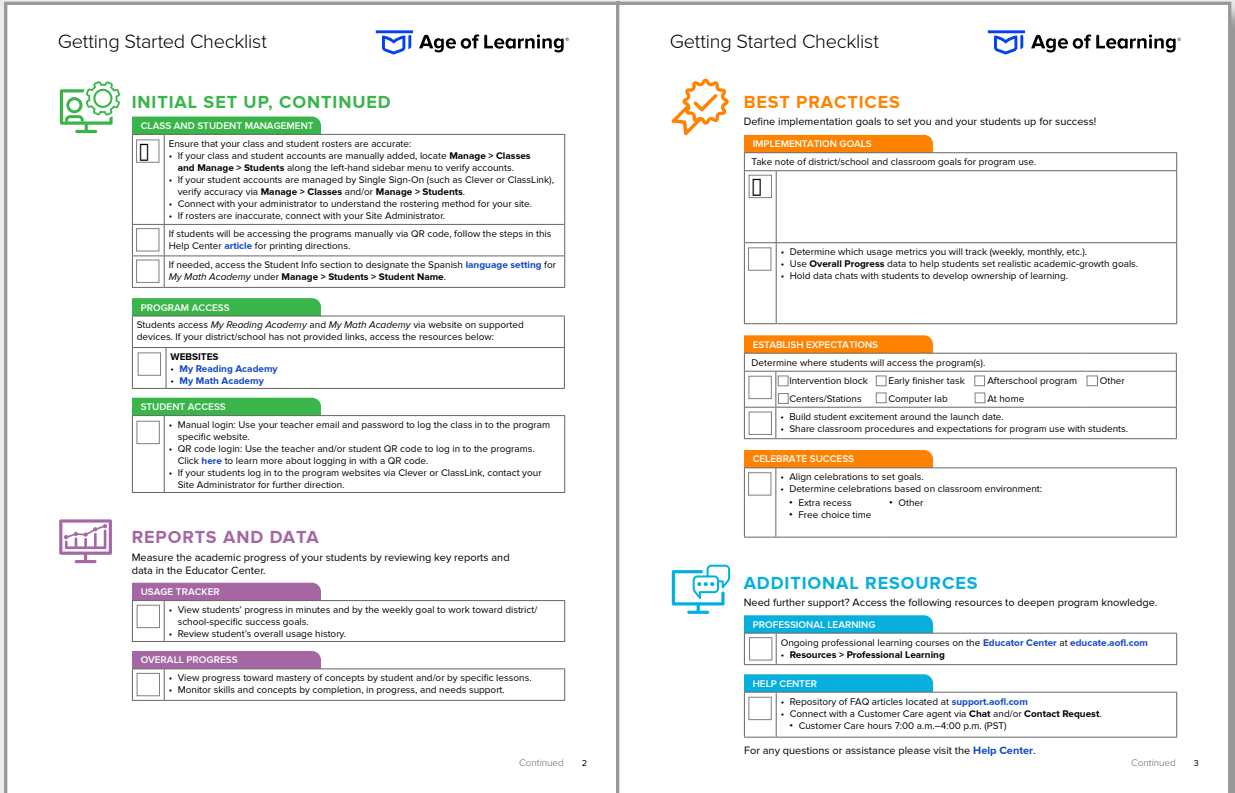 Getting Started Checklist
Age of Learning®
INITIAL SET UP, CONTINUED
CLASS AND STUDENT MANAGEMENT
Ensure that your class and student rosters are accurate:
• If your class and student accounts are manually added, locate Manage > Classes
and Manage > Students along the left-hand sidebar menu to verify accounts.
• If your student accounts are managed by Single Sign-On (such as Clever or ClassLink),
verify accuracy via Manage > Classes and/or Manage > Students.
• Connect with your administrator to understand the rostering method for your site.
• If rosters are inaccurate, connect with your Site Administrator.
If students will be accessing the programs manually via QR code, follow the steps in this
Help Center article for printing directions.
If needed, access the Student Info section to designate the Spanish language setting for
My Math Academy under Manage > Students > Student Name.
PROGRAM ACCESS
Students access My Reading Academy and My Math Academy via website on supported
devices. If your district/school has not provided links, access the resources below:
WEBSITES
• My Reading Academy
• My Math Academy
STUDENT ACCESS
• Manual login: Use your teacher email and password to log the class in to the program
specific website.
• QR code login: Use the teacher and/or student QR code to log in to the programs.
Click here to learn more about logging in with a QR code.
• If your students log in to the program websites via Clever or ClassLink, contact your
Site Administrator for further direction.
REPORTS AND DATA
Measure the academic progress of your students by reviewing key reports and
data in the Educator Center.
USAGE TRACKER
• View students' progress in minutes and by the weekly goal to work toward district/
school-specific success goals.
• Review student's overall usage history.
OVERALL PROGRESS
• View progress toward mastery of concepts by student and/or by specific lessons.
• Monitor skills and concepts by completion, in progress, and needs support.
Continued 2
Getting Started Checklist
Age of Learning®
BEST PRACTICES
Define implementation goals to set you and your students up for success!
IMPLEMENTATION GOALS
Take note of district/school and classroom goals for program use.
• Determine which usage metrics you will track (weekly, monthly, etc.).
• Use Overall Progress data to help students set realistic academic-growth goals.
• Hold data chats with students to develop ownership of learning.
ESTABLISH EXPECTATIONS
Determine where students will access the program(s).
Intervention block Early finisher task Afterschool program Other
Centers/Stations Computer lab At home
• Build student excitement around the launch date.
• Share classroom procedures and expectations for program use with students.
CELEBRATE SUCCESS
• Align celebrations to set goals.
• Determine celebrations based on classroom environment:
• Extra recess • Other
• Free choice time
ADDITIONAL RESOURCES
Need further support? Access the following resources to deepen program knowledge.
PROFESSIONAL LEARNING
Ongoing professional learning courses on the Educator Center at educate.aofl.com
• Resources > Professional Learning
HELP CENTER
• Repository of FAQ articles located at support.aofl.com
• Connect with a Customer Care agent via Chat and/or Contact Request.
• Customer Care hours 7:00 a.m.–4:00 p.m. (PST)
For any questions or assistance please visit the Help Center.
Continued 3